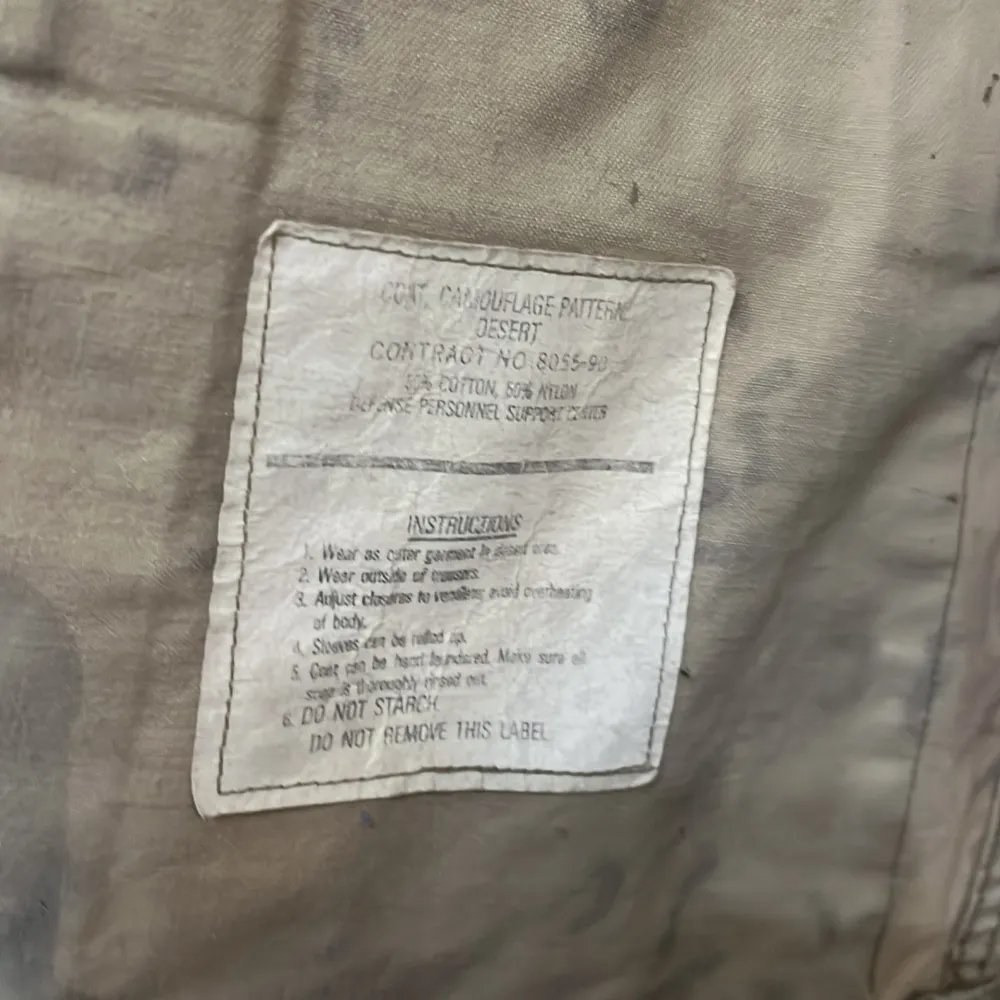 COAT, CAMOUFLAGE PATTERN
DESERT
CONTRACT NO. 8055-90
50% COTTON, 50% NYLON
DEFENSE PERSONNEL SUPPORT CENTER
INSTRUCTIONS
1. Wear as outer garment in area.
2. Wear outside of trousers.
3. Adjust closures to ventilate; avoid overheating
of body.
4. Sleeves can be rolled up.
5. Coat can be hand laundered. Make sure all
soap is thoroughly rinsed out.
6. DO NOT STARCH.
DO NOT REMOVE THIS LABEL